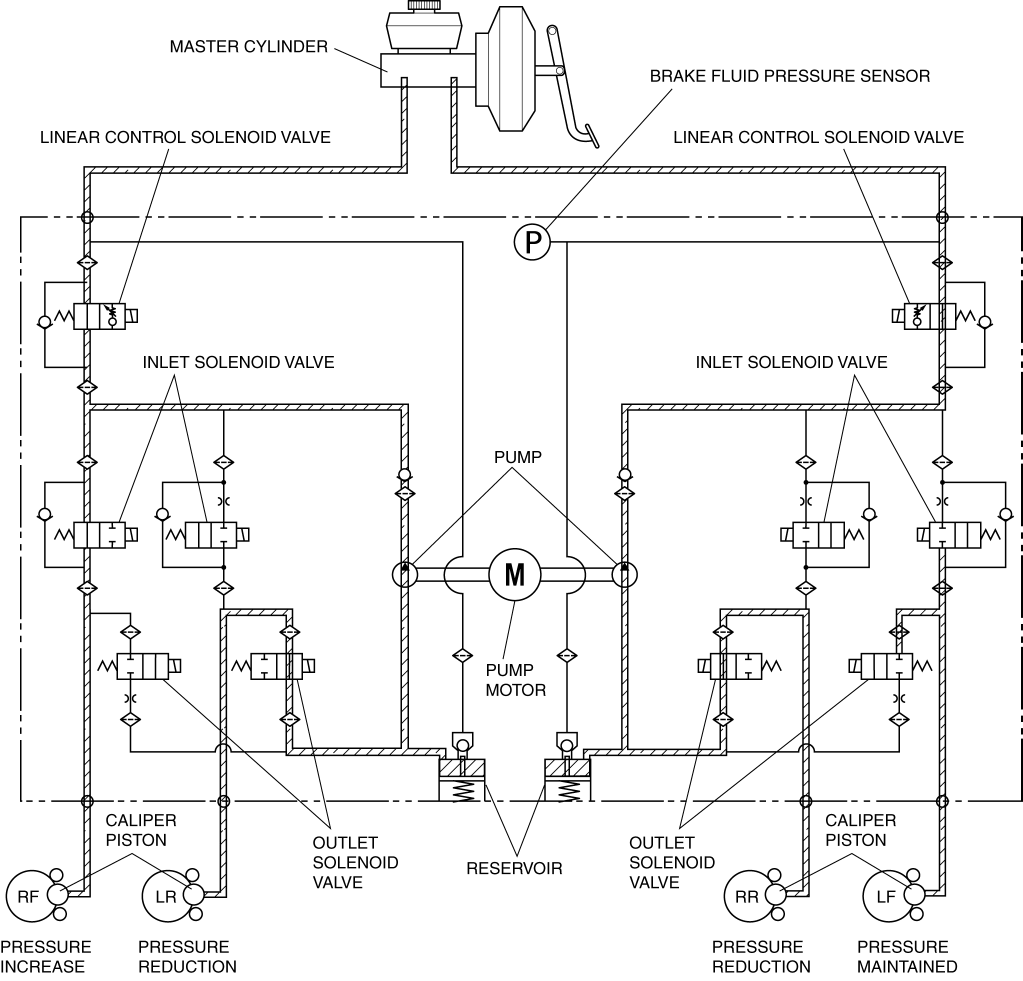 MASTER CYLINDER
BRAKE FLUID PRESSURE SENSOR
LINEAR CONTROL SOLENOID VALVE
LINEAR CONTROL SOLENOID VALVE
P
INLET SOLENOID VALVE
INLET SOLENOID VALVE
PUMP
M
PUMP
MOTOR
CALIPER
PISTON
OUTLET
SOLENOID
VALVE
RESERVOIR
OUTLET
SOLENOID
VALVE
CALIPER
PISTON
RF
LR
RR
LF
PRESSURE
INCREASE
PRESSURE
REDUCTION
PRESSURE
REDUCTION
PRESSURE
MAINTAINED